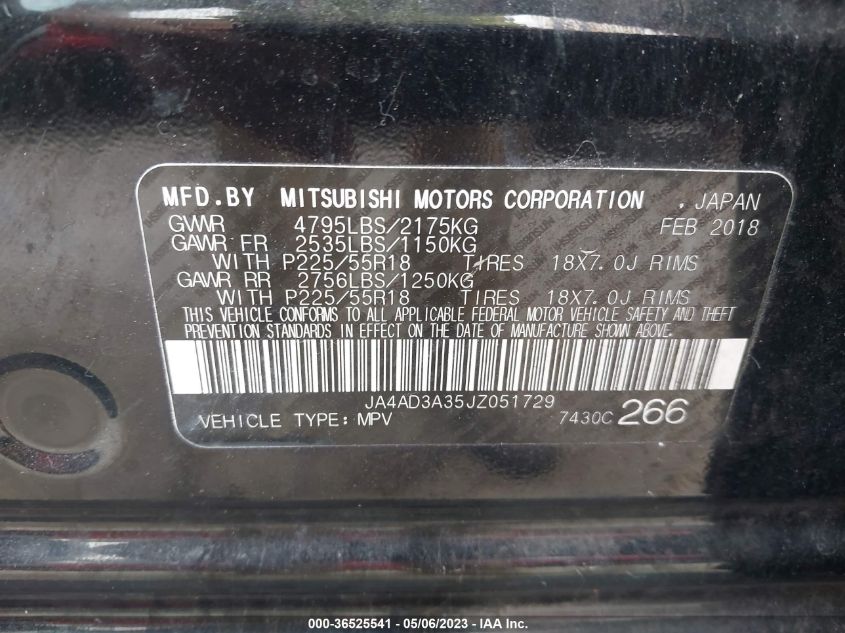 MFD.BY MITSUBISHI MOTORS CORPORATION , JAPAN
GVWR 4795LBS/2175KG FEB 2018
GAWR FR 2535LBS/1150KG
WITH P225/55R18 TIRES 18X7.0J RIMS
GAWR RR 2756LBS/1250KG
WITH P225/55R18 TIRES 18X7.0J RIMS
THIS VEHICLE CONFORMS TO ALL APPLICABLE FEDERAL MOTOR VEHICLE SAFETY AND THEFT
PREVENTION STANDARDS IN EFFECT ON THE DATE OF MANUFACTURE SHOWN ABOVE.
JA4AD3A35JZ051729
VEHICLE TYPE: MPV 7430C 266
000-36525541 - 05/06/2023 - © IAA Inc.